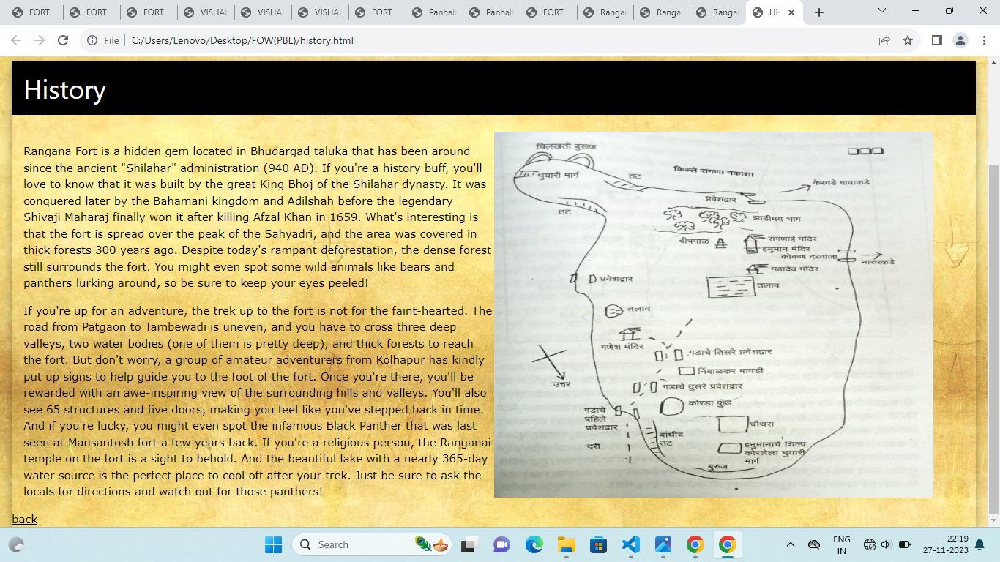 FORT
FORT
FORT
VISHAL
VISHAL
VISHAL
FORT
Panhala
Panhala
FORT
Rangar
Rangar
Rangar
His
File
C:/Users/Lenovo/Desktop/FOW(PBL)/history.html
History
Rangana Fort is a hidden gem located in Bhudargad taluka that has been around
since the ancient "Shilahar" administration (940 AD). If you're a history buff, you'll
love to know that it was built by the great King Bhoj of the Shilahar dynasty. It was
conquered later by the Bahamani kingdom and Adilshah before the legendary
Shivaji Maharaj finally won it after killing Afzal Khan in 1659. What's interesting is
that the fort is spread over the peak of the Sahyadri, and the area was covered in
thick forests 300 years ago. Despite today's rampant deforestation, the dense forest
still surrounds the fort. You might even spot some wild animals like bears and
panthers lurking around, so be sure to keep your eyes peeled!
If you're up for an adventure, the trek up to the fort is not for the faint-hearted. The
road from Patgaon to Tambewadi is uneven, and you have to cross three deep
valleys, two water bodies (one of them is pretty deep), and thick forests to reach
the fort. But don't worry, a group of amateur adventurers from Kolhapur has kindly
put up signs to help guide you to the foot of the fort. Once you're there, you'll be
rewarded with an awe-inspiring view of the surrounding hills and valleys. You'll also
see 65 structures and five doors, making you feel like you've stepped back in time.
And if you're lucky, you might even spot the infamous Black Panther that was last
seen at Mansantosh fort a few years back. If you're a religious person, the Ranganai
temple on the fort is a sight to behold. And the beautiful lake with a nearly 365-day
water source is the perfect place to cool off after your trek. Just be sure to ask the
locals for directions and watch out for those panthers!
back
चिलखती बुरूज
भुयारी मार्ग
तट
किल्ले रांगणा नकाशा
केरवडे गावाकडे
प्रवेशद्वार
तट
झाडीमय भाग
दीपमाळ
रांगणाई मंदिर
हनुमान मंदिर
कोकण दरवाजा
नारुरकडे
महादेव मंदिर
प्रवेशद्वार
तलाव
तलाव
गणेश मंदिर
गडाचे तिसरे प्रवेशद्वार
निंबाळकर बावडी
उत्तर
गडाचे दुसरे प्रवेशद्वार
कोरडा कुंड
गडाचे
पहिले
प्रवेशद्वार
चौथरा
बांधीव
तट
दरी
हनुमानाचे शिल्प
कोरलेला भुयारी
मार्ग
बुरूज
Search
ENG
IN
22:19
27-11-2023